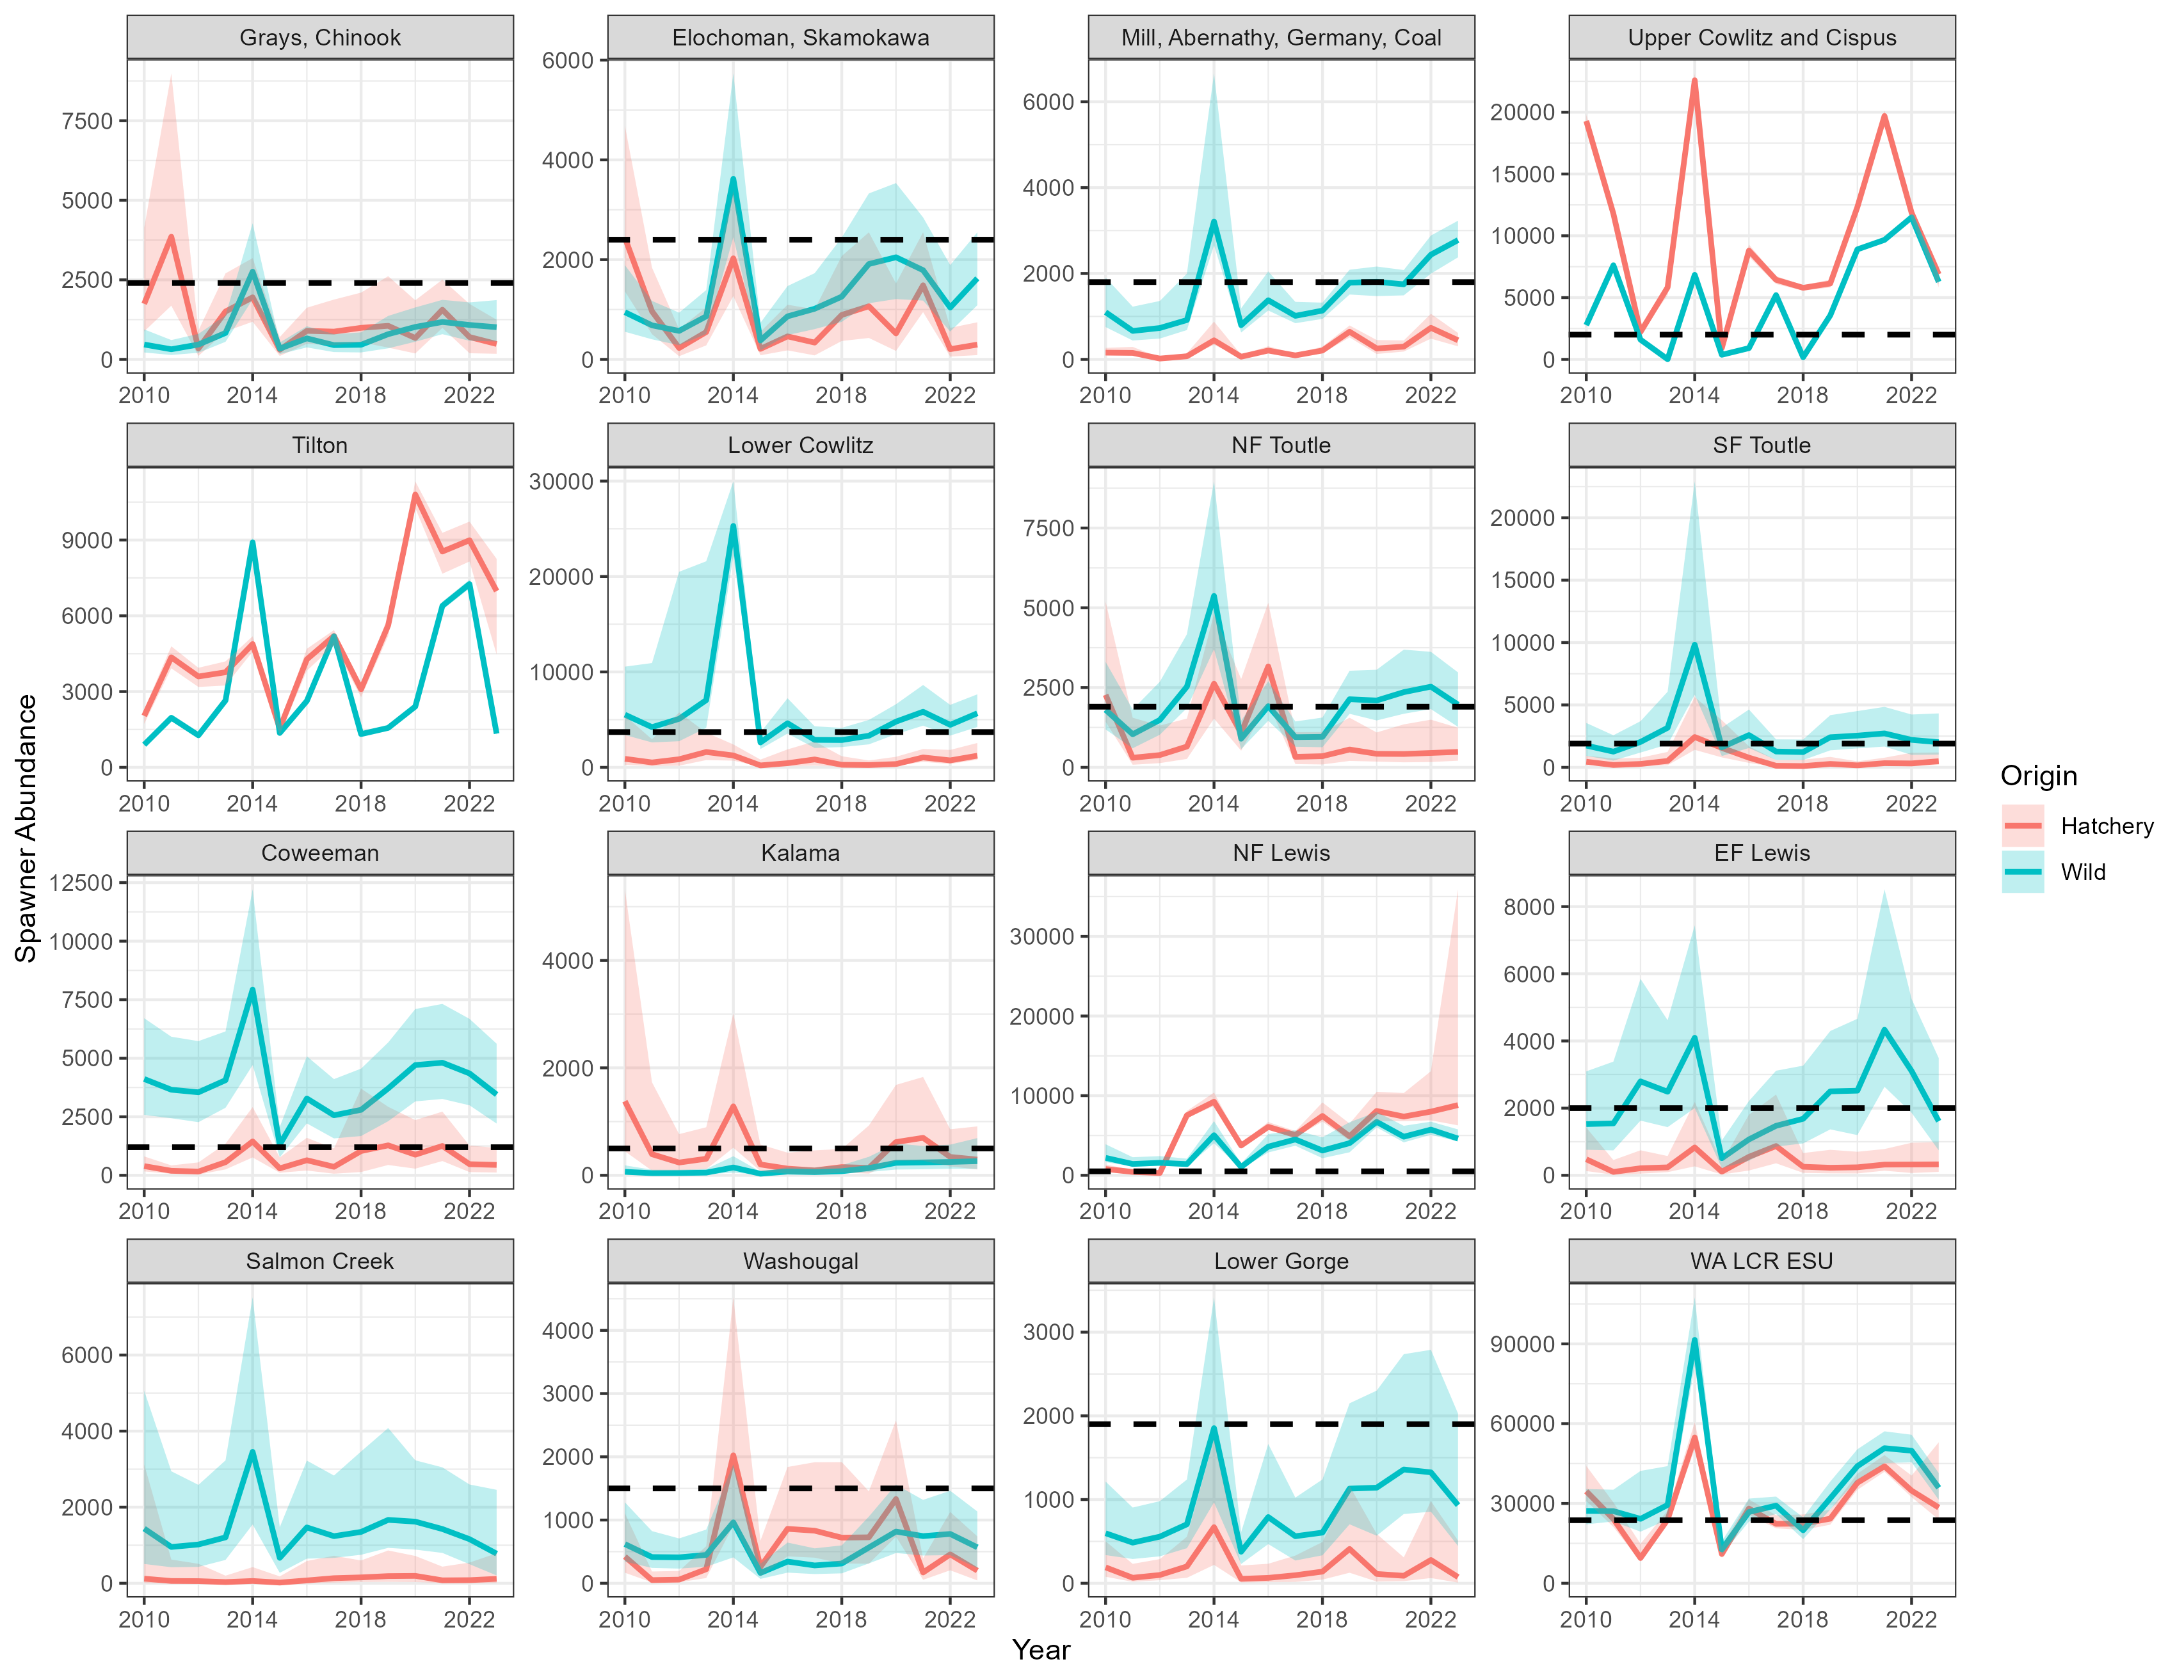 Grays, Chinook
Elochoman, Skamokawa
Mill, Abernathy, Germany, Coal
Upper Cowlitz and Cispus
7500
5000
2500
0
6000
4000
2000
0
6000
4000
2000
0
20000
15000
10000
5000
0
2010 2014 2018 2022
2010 2014 2018 2022
2010 2014 2018 2022
2010 2014 2018 2022
Tilton
Lower Cowlitz
NF Toutle
SF Toutle
9000
6000
3000
0
30000
20000
10000
0
7500
5000
2500
0
20000
15000
10000
5000
0
2010 2014 2018 2022
2010 2014 2018 2022
2010 2014 2018 2022
2010 2014 2018 2022
Coweeman
Kalama
NF Lewis
EF Lewis
12500
10000
7500
5000
2500
0
4000
2000
0
30000
20000
10000
0
8000
6000
4000
2000
0
2010 2014 2018 2022
2010 2014 2018 2022
2010 2014 2018 2022
2010 2014 2018 2022
Salmon Creek
Washougal
Lower Gorge
WA LCR ESU
6000
4000
2000
0
4000
3000
2000
1000
0
3000
2000
1000
0
90000
60000
30000
0
2010 2014 2018 2022
2010 2014 2018 2022
2010 2014 2018 2022
2010 2014 2018 2022
Spawner Abundance
Year
Origin
Hatchery
Wild